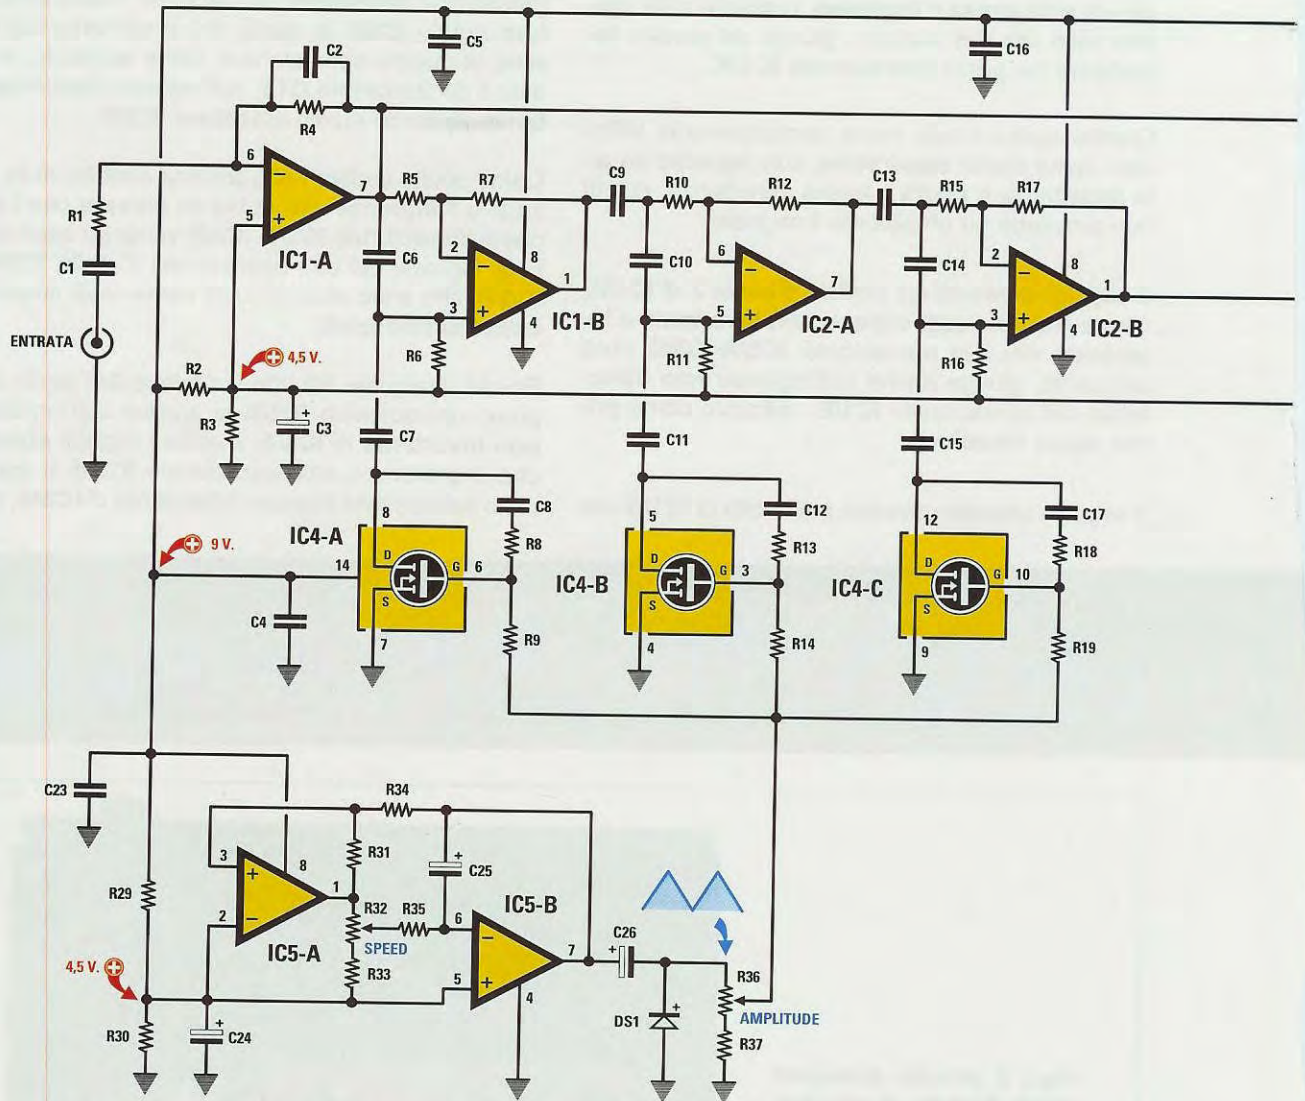 C5
C16
C2
R4
6
5
7
IC1-A
R1
C1
ENTRATA
R5
R7
C6
2
3
8
1
4
IC1-B
R6
C9
R10
R12
C10
6
5
7
IC2-A
R11
C13
R15
R17
C14
2
3
8
1
4
IC2-B
R16
R2
4,5 V.
R3
C3
C7
C11
C15
9 V.
IC4-A
14
8
D
G
S
6
7
C8
R8
R9
C4
IC4-B
5
D
G
S
3
4
C12
R13
R14
IC4-C
12
D
G
S
10
9
C17
R18
R19
C23
R29
4,5 V.
R30
C24
3
2
8
1
IC5-A
R34
R31
R32
SPEED
R33
R35
C25
6
5
7
4
IC5-B
C26
DS1
R36
AMPLITUDE
R37